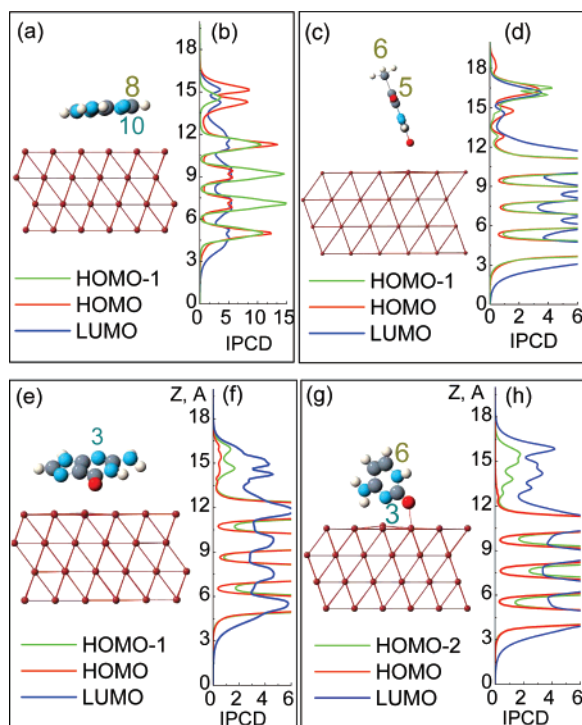 (a)
(b)
8
10
18
15
12
9
6
3
0
HOMO-1
HOMO
LUMO
0 5 10 15
IPCD
(c)
(d)
6
5
18
15
12
9
6
3
0
HOMO-1
HOMO
LUMO
0 2 4 6
IPCD
(e)
Z, A
(f)
3
18
15
12
9
6
3
0
HOMO-1
HOMO
LUMO
0 2 4 6
IPCD
(g)
Z, A
(h)
6
3
18
15
12
9
6
3
0
HOMO-2
HOMO
LUMO
0 2 4 6
IPCD